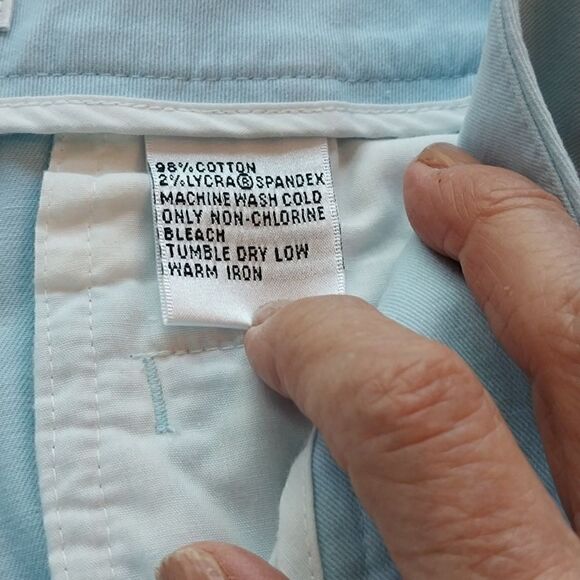 98% COTTON
2% LYCRA® SPANDEX
MACHINE WASH COLD
ONLY NON-CHLORINE
BLEACH
TUMBLE DRY LOW
WARM IRON